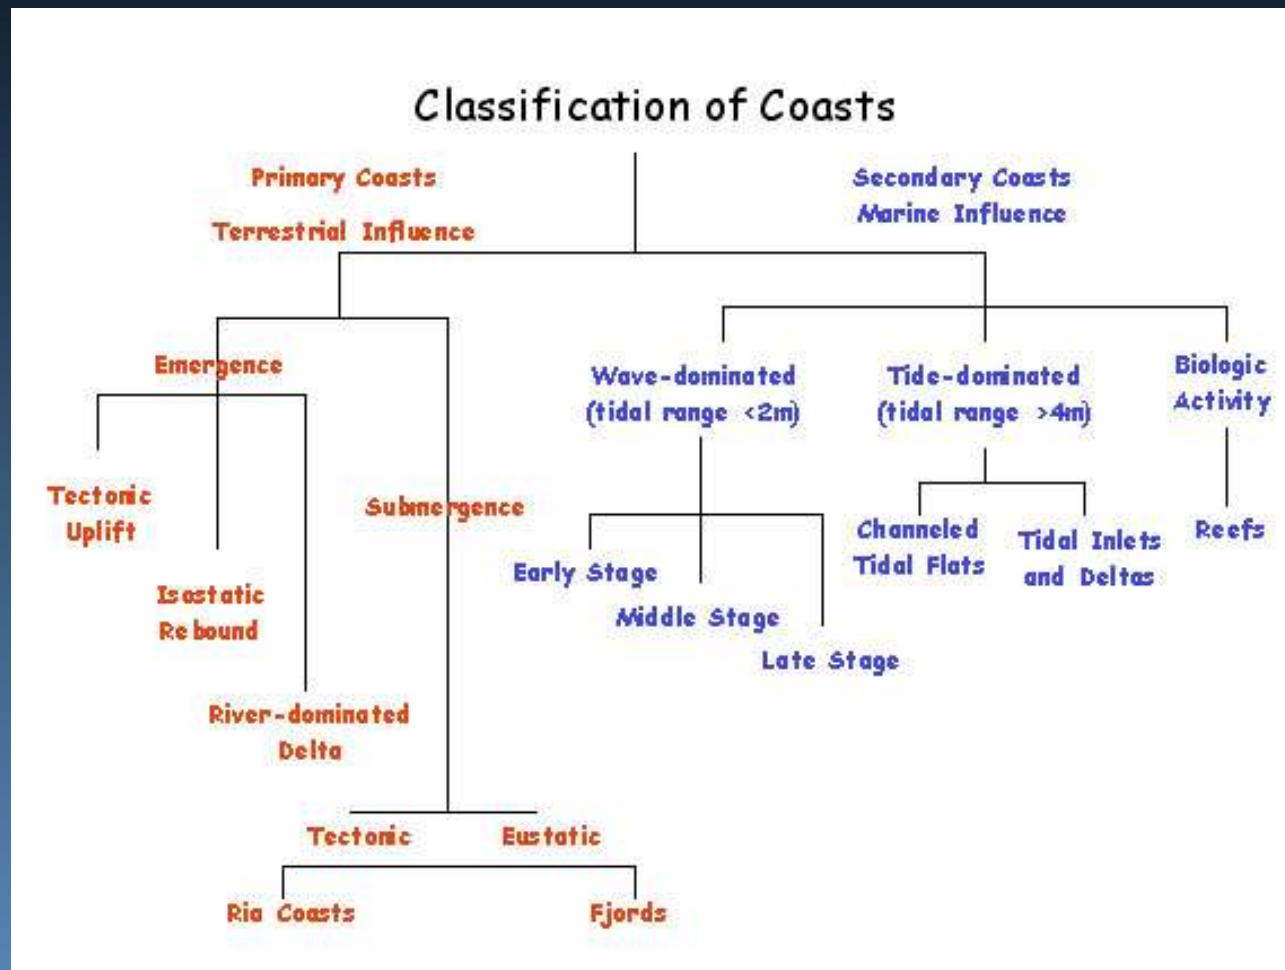 Classification of Coasts
Primary Coasts
Terrestrial Influence
Secondary Coasts
Marine Influence
Emergence
Tectonic
Uplift
Isostatic
Rebound
River-dominated
Delta
Submergence
Tectonic
Eustatic
Ria Coasts
Fjords
Wave-dominated
(tidal range <2m)
Early Stage
Middle Stage
Late Stage
Tide-dominated
(tidal range >4m)
Channeled
Tidal Flats
Tidal Inlets
and Deltas
Biologic
Activity
Reefs